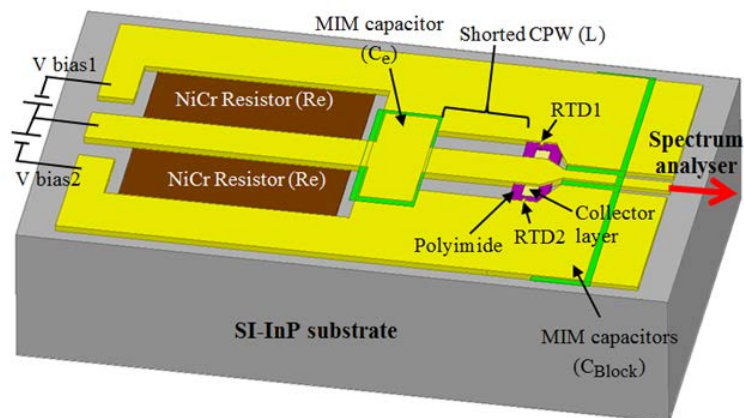 MIM capacitor
(Ce)
Shorted CPW (L)
V bias1
NiCr Resistor (Re)
RTD1
Spectrum
analyser
V bias2
NiCr Resistor (Re)
Collector
layer
Polyimide
RTD2
SI-InP substrate
MIM capacitors
(CBlock)